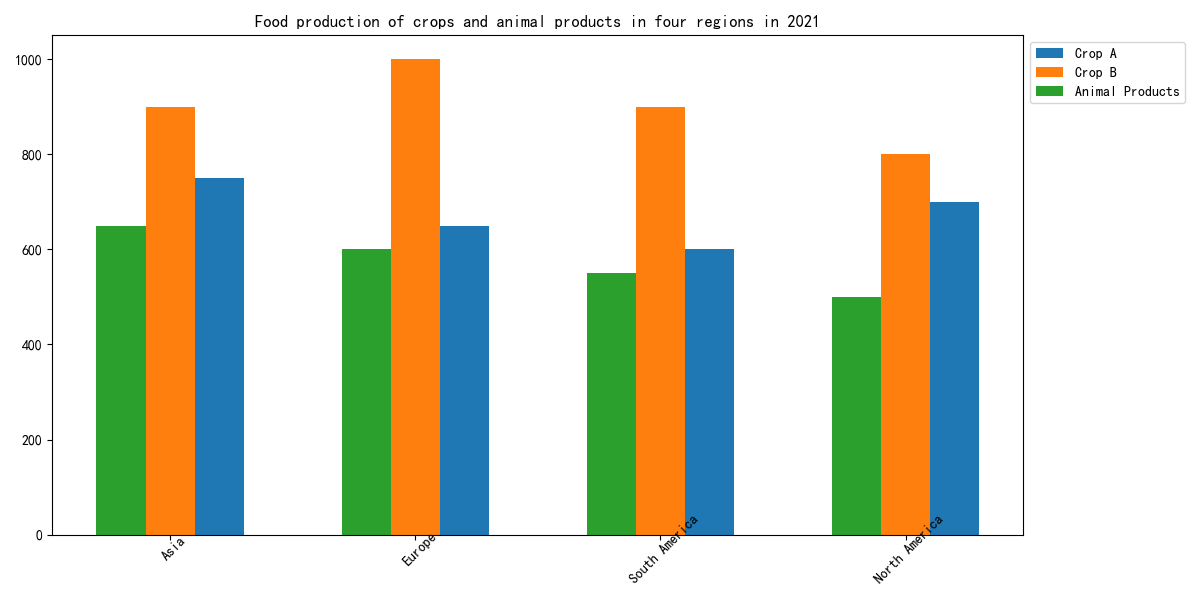 Food production of crops and animal products in four regions in 2021
Crop A
Crop B
Animal Products
1000
800
600
400
200
0
Asia
Europe
South America
North America